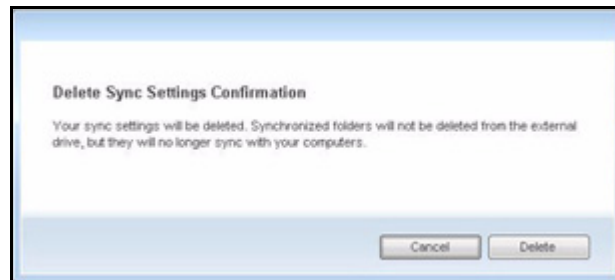 Delete Sync Settings Confirmation
Your sync settings will be deleted. Synchronized folders will not be deleted from the external
drive, but they will no longer sync with your computers.
Cancel Delete